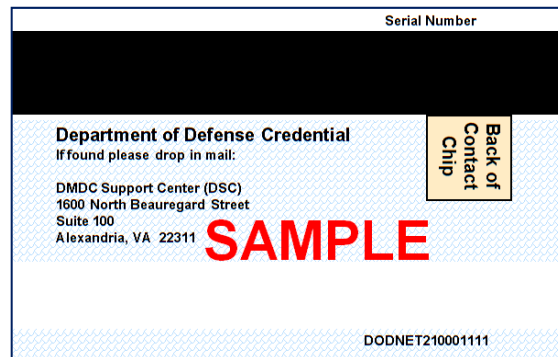 Serial Number
Department of Defense Credential
If found please drop in mail:
DMDC Support Center (DSC)
1600 North Beauregard Street
Suite 100
Alexandria, VA 22311
SAMPLE
Back of
Contact
Chip
DODNET210001111